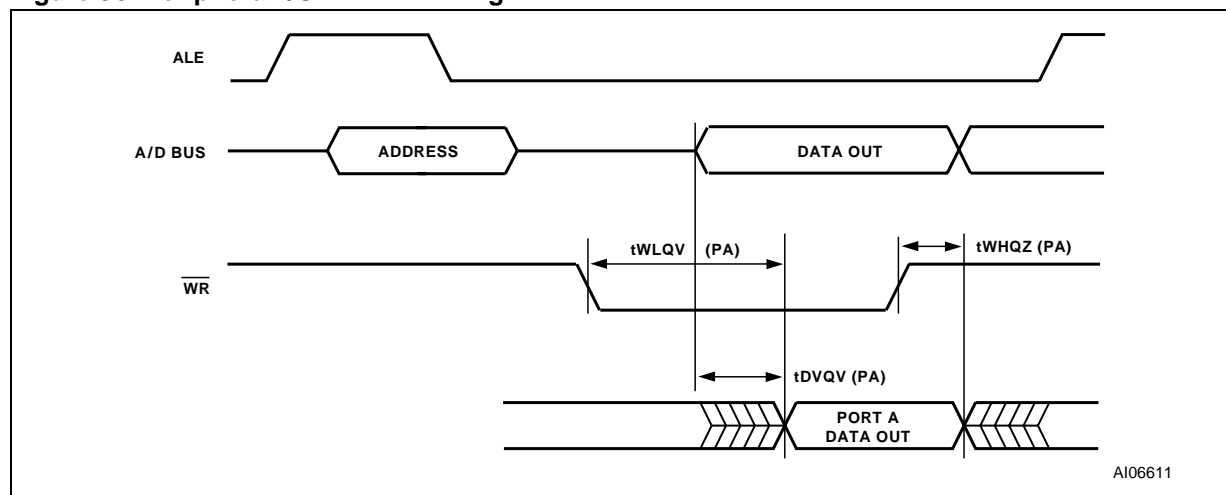 ALE
A/D BUS
ADDRESS
DATA OUT
tWLQV (PA)
tWHQZ (PA)
WR
tDVQV (PA)
PORT A
DATA OUT
AI06611